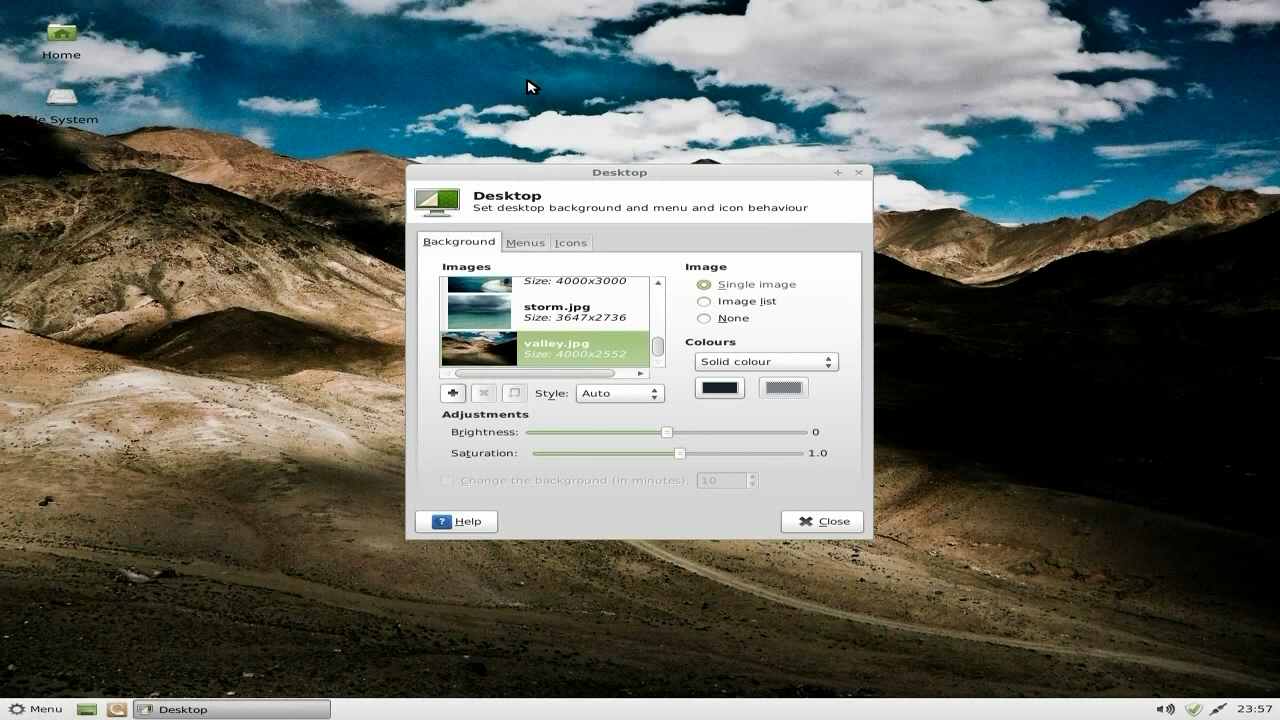 Home
File System
Desktop
Desktop
Set desktop background and menu and icon behaviour
Background Menus Icons
Images
Size: 4000x3000
storm.jpg
Size: 3647x2736
valley.jpg
Size: 4000x2552
Style: Auto
Image
Single image
Image list
None
Colours
Solid colour
Adjustments
Brightness: 0
Saturation: 1.0
Change the background (in minutes): 10
Help
Close
Menu
Desktop
23:57